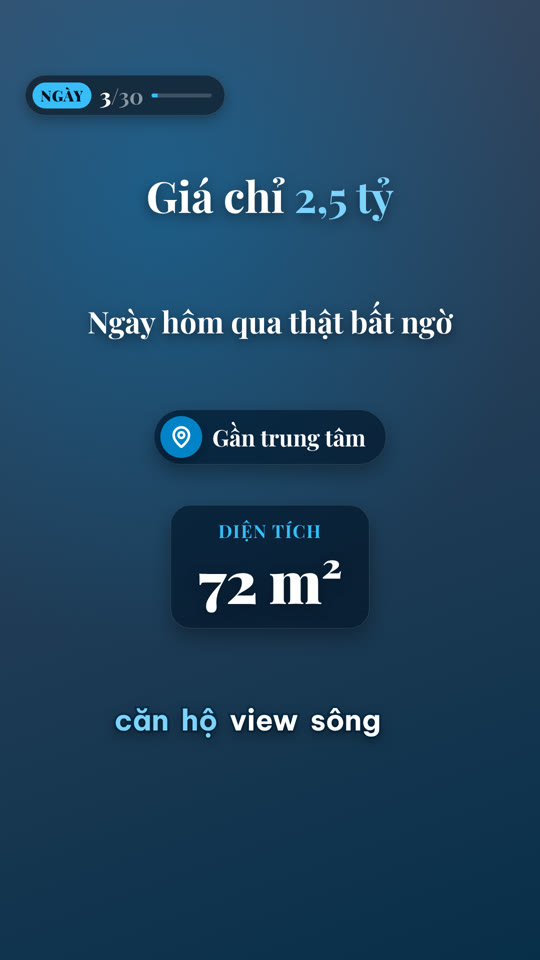 NGÀY 3/30
Giá chỉ 2,5 tỷ
Ngày hôm qua thật bất ngờ
Gần trung tâm
DIỆN TÍCH
72 m²
căn hộ view sông